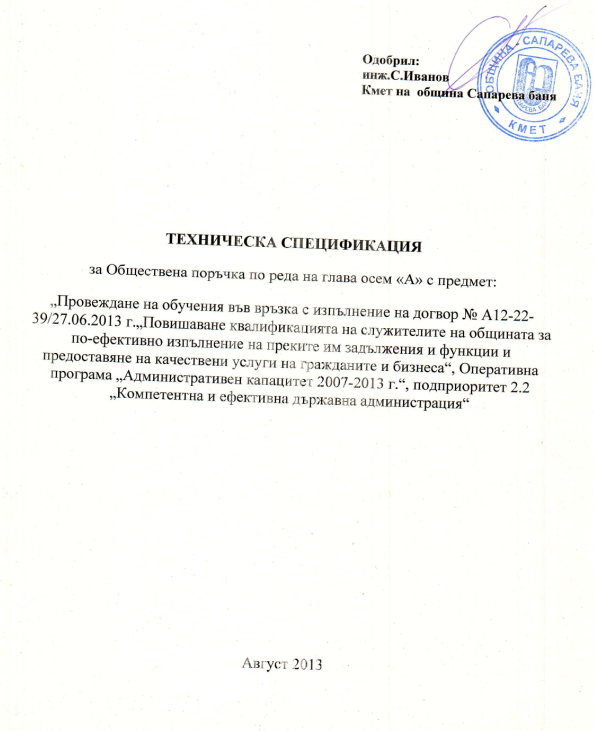 Одобрил:
инж.С.Иванов
Кмет на община Сапарева баня
ОБЩИНА - САПАРЕВА БАНЯ
КМЕТ
ТЕХНИЧЕСКА СПЕЦИФИКАЦИЯ
за Обществена поръчка по реда на глава осем «А» с предмет:
„Провеждане на обучения във връзка с изпълнение на догвор № А12-22-
39/27.06.2013 г.„Повишаване квалификацията на служителите на общината за
по-ефективно изпълнение на преките им задължения и функции и
предоставяне на качествени услуги на гражданите и бизнеса“, Оперативна
програма „Административен капацитет 2007-2013 г.“, подприоритет 2.2
„Компетентна и ефективна държавна администрация“
Август 2013